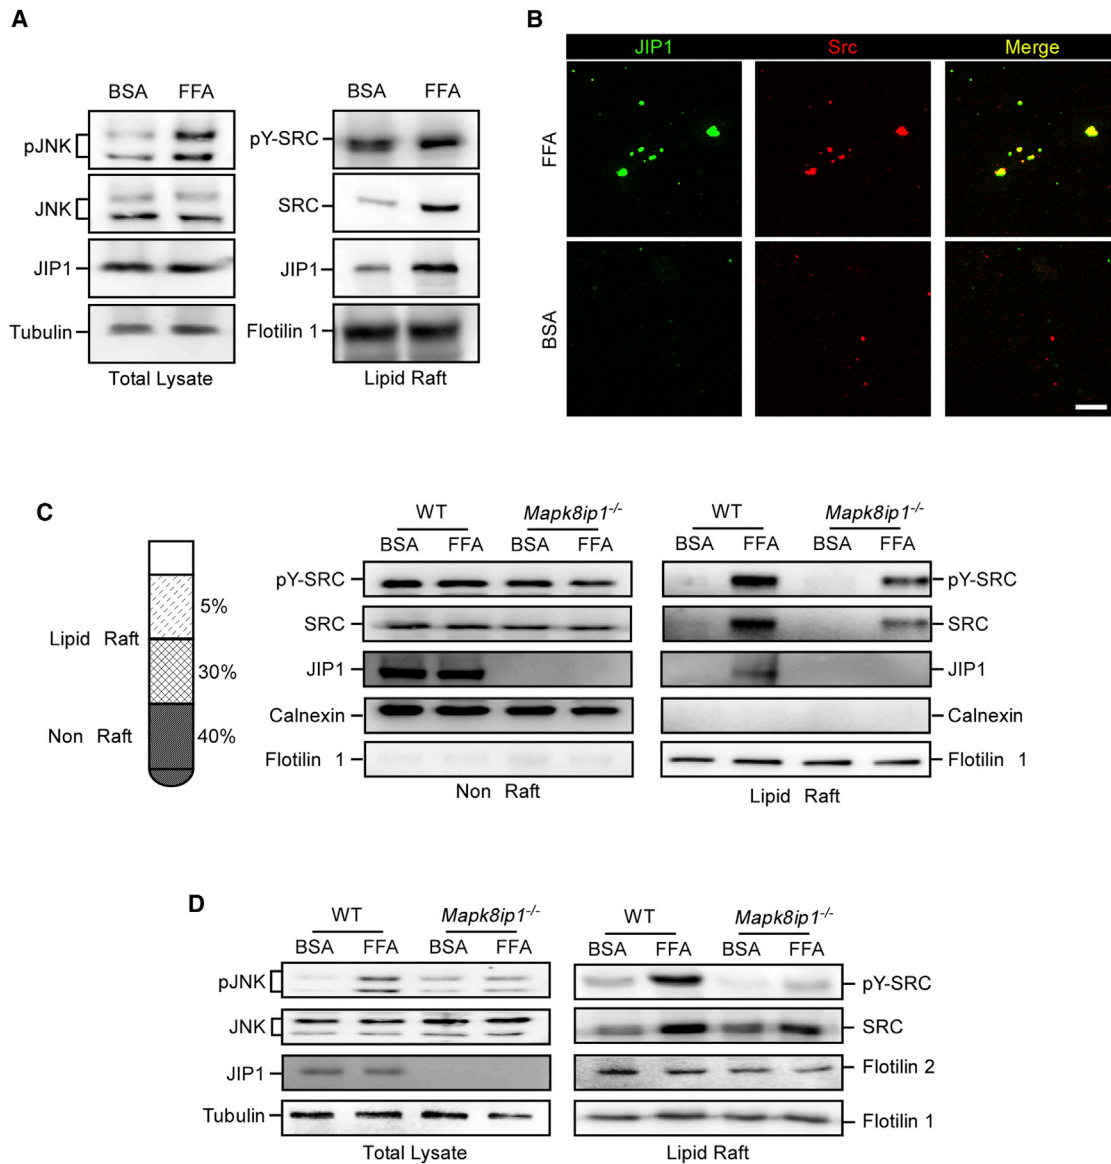 A
BSA FFA
pJNK
JNK
JIP1
Tubulin
Total Lysate
BSA FFA
pY-SRC
SRC
JIP1
Flotilin 1
Lipid Raft
B
JIP1 Src Merge
FFA
BSA
C
5%
Lipid Raft
30%
Non Raft
40%
WT Mapk8ip1-/-
BSA FFA BSA FFA
pY-SRC
SRC
JIP1
Calnexin
Flotilin 1
Non Raft
WT Mapk8ip1-/-
BSA FFA BSA FFA
pY-SRC
SRC
JIP1
Calnexin
Flotilin 1
Lipid Raft
D
WT Mapk8ip1-/-
BSA FFA BSA FFA
pJNK
JNK
JIP1
Tubulin
Total Lysate
WT Mapk8ip1-/-
BSA FFA BSA FFA
pY-SRC
SRC
Flotilin 2
Flotilin 1
Lipid Raft